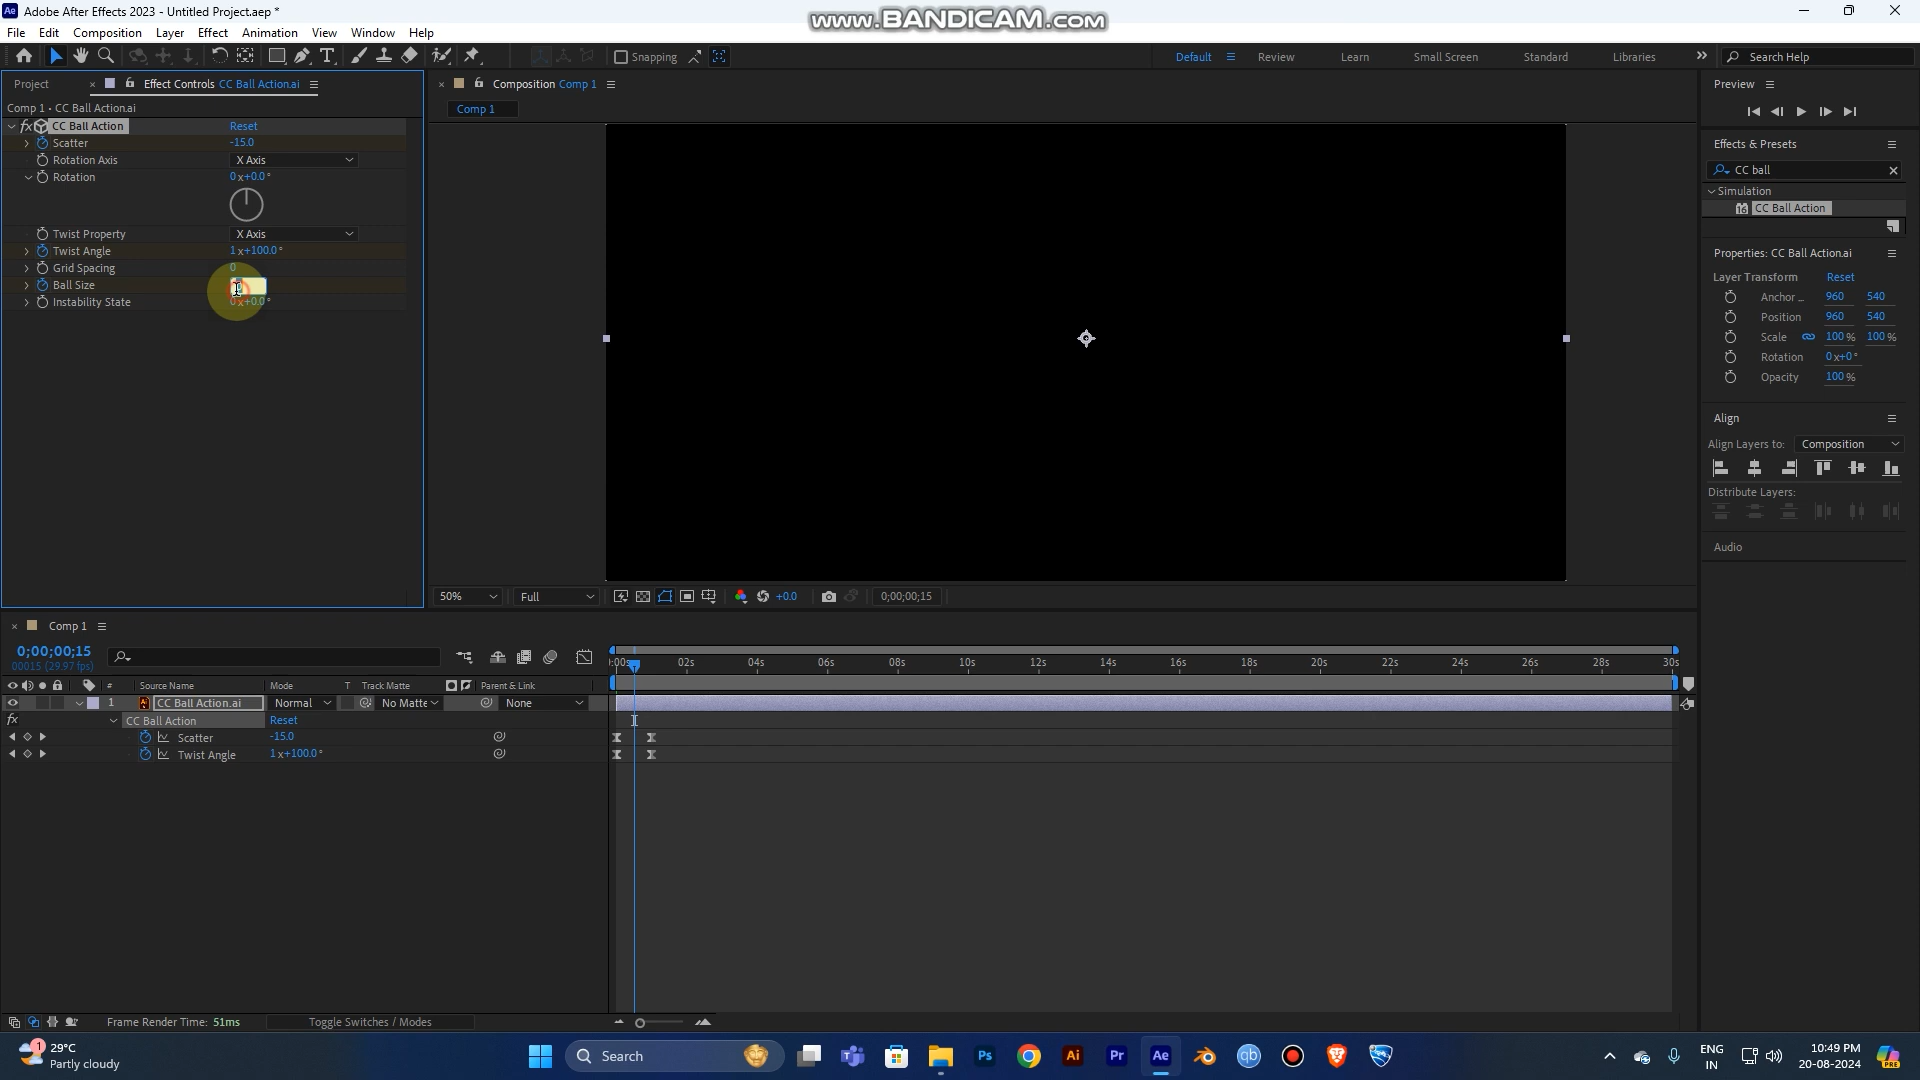 Adobe After Effects 2023 - Untitled Project.aep *
www.BANDICAM.com
File Edit Composition Layer Effect Animation View Window Help
Snapping
Default Review Learn Small Screen Standard Libraries Search Help
Project Effect Controls CC Ball Action.ai
Comp 1 • CC Ball Action.ai
fx CC Ball Action Reset
Scatter -15.0
Rotation Axis X Axis
Rotation 0x+0.0°
Twist Property X Axis
Twist Angle 1x+100.0°
Grid Spacing 0
Ball Size
Instability State 0x+0.0°
Composition Comp 1
Comp 1
50% Full +0.0 0;00;00;15
Preview
Effects & Presets
CC ball
Simulation
CC Ball Action
Properties: CC Ball Action.ai
Layer Transform Reset
Anchor ... 960 540
Position 960 540
Scale 100% 100%
Rotation 0x+0°
Opacity 100%
Align
Align Layers to: Composition
Distribute Layers:
Audio
Comp 1
0;00;00;15
00015 (29.97 fps)
02s 04s 06s 08s 10s 12s 14s 16s 18s 20s 22s 24s 26s 28s 30s
# Source Name Mode T Track Matte Parent & Link
1 CC Ball Action.ai Normal No Matte None
fx CC Ball Action Reset
Scatter -15.0
Twist Angle 1x+100.0°
Frame Render Time: 51ms Toggle Switches / Modes
29°C
Partly cloudy
Search
ENG
IN
10:49 PM
20-08-2024